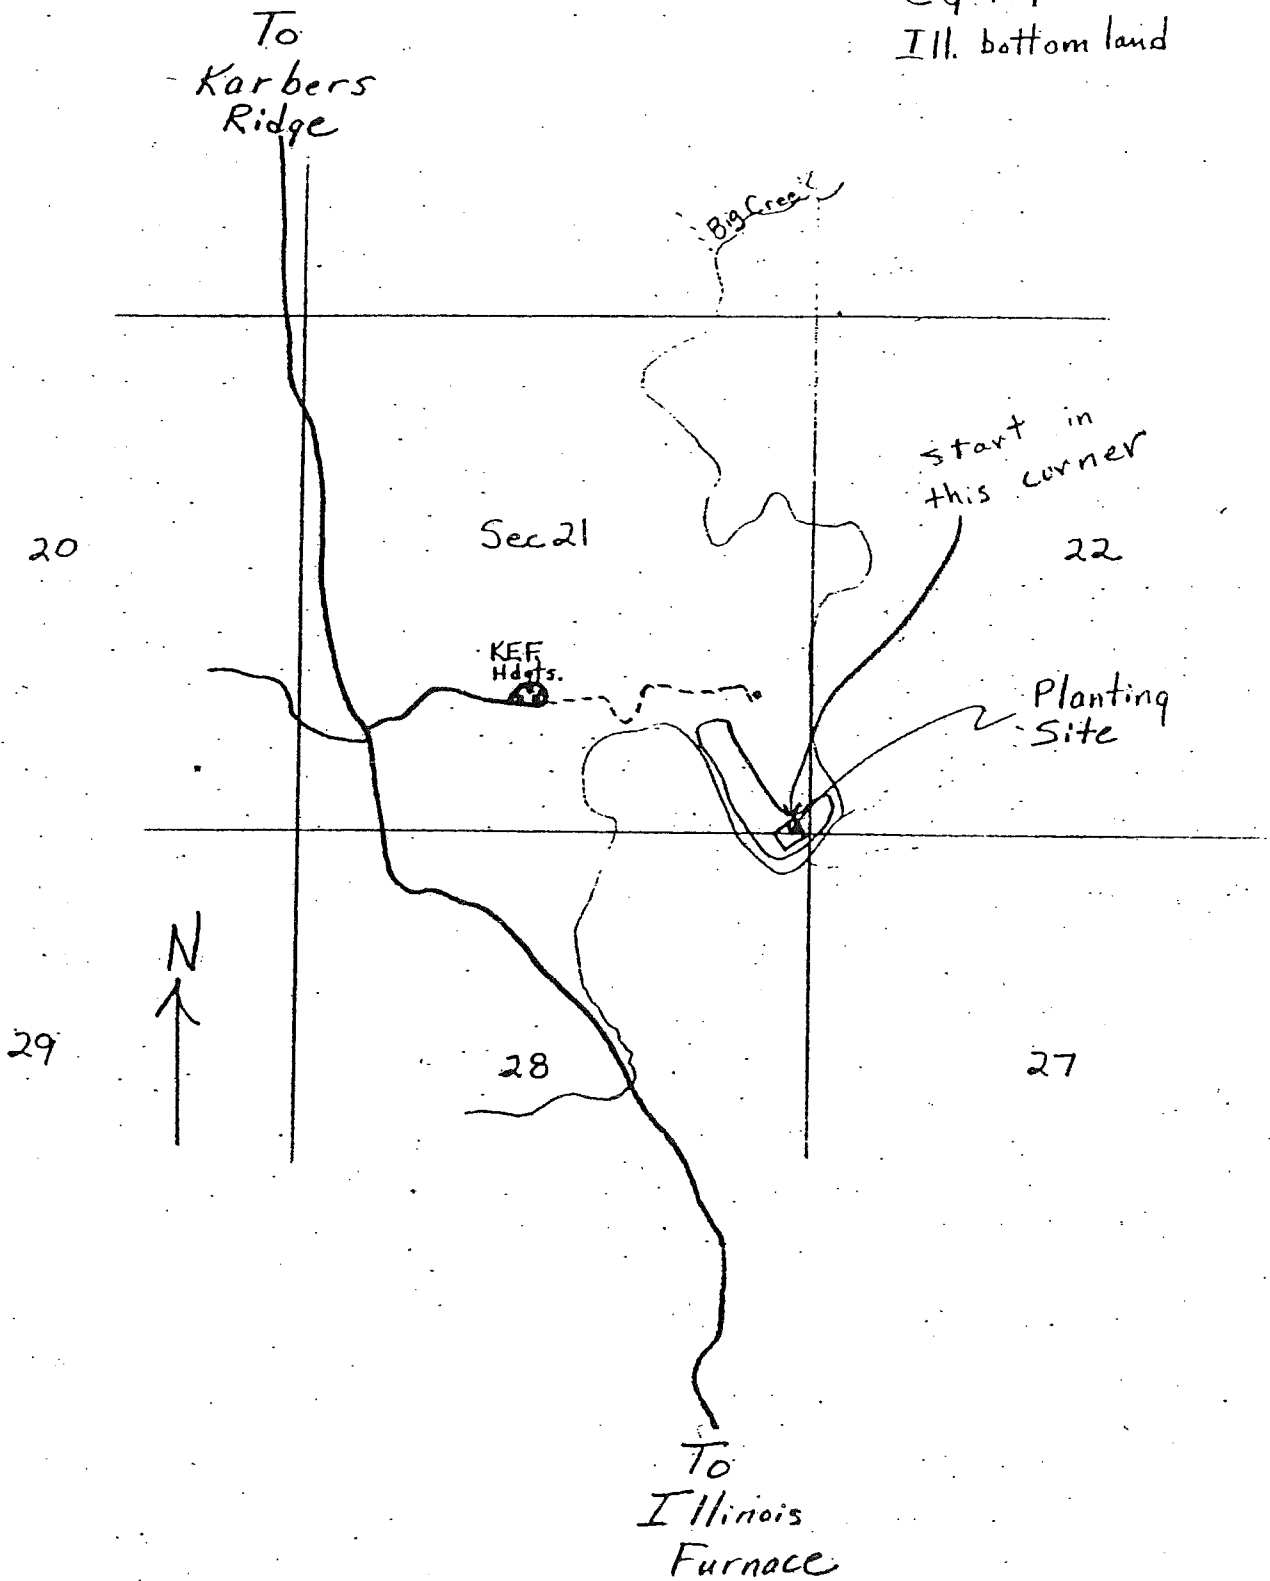 Ill. bottom land
To
Karbers
Ridge
Big Creek
start in
this corner
20
Sec 21
22
K.E.F.
Hdqts.
Planting
Site
N
29
28
27
To
Illinois
Furnace